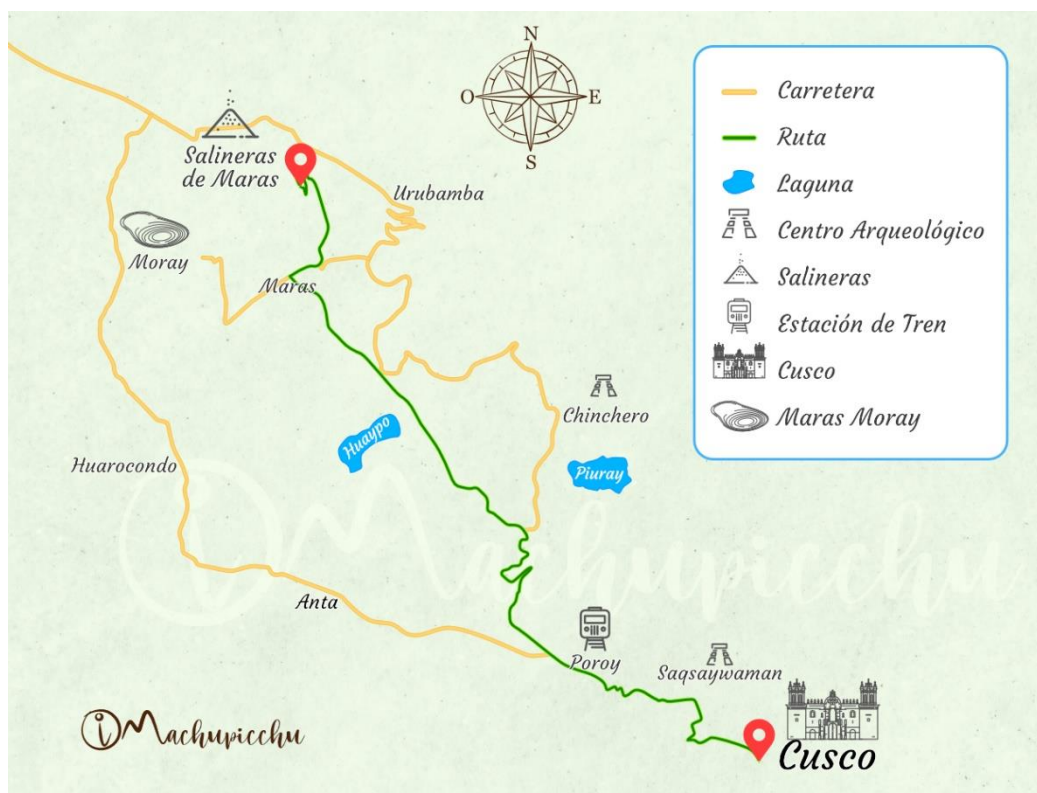 N
O
E
S
Carretera
Ruta
Laguna
Centro Arqueológico
Salineras
Estación de Tren
Cusco
Maras Moray
Salineras
de Maras
Urubamba
Moray
Maras
Chinchero
Huaypo
Piuray
Huarocondo
Machupicchu
Anta
Poroy
Saqsaywaman
iMachupicchu
Cusco